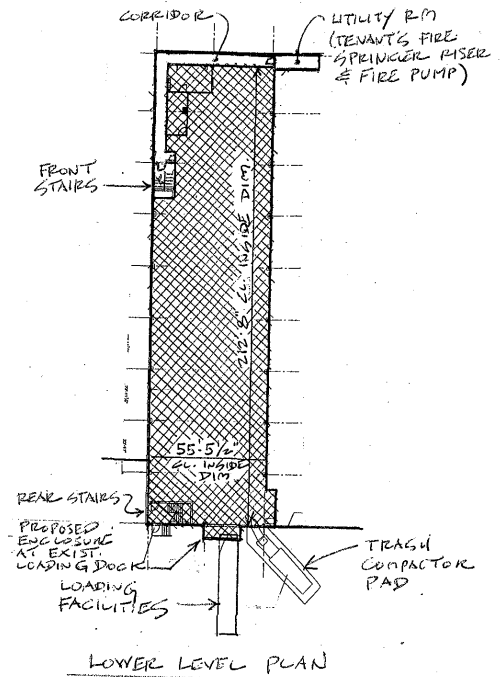 CORRIDOR
UTILITY RM
(TENANT'S FIRE
SPRINKLER RISER
& FIRE PUMP)
FRONT
STAIRS
212'-8" CL. INSIDE DIM.
55'-5 1/2"
CL. INSIDE
DIM
REAR STAIRS
PROPOSED
ENCLOSURE
AT EXIST.
LOADING DOCK
LOADING
FACILITIES
TRASH
COMPACTOR
PAD
LOWER LEVEL PLAN